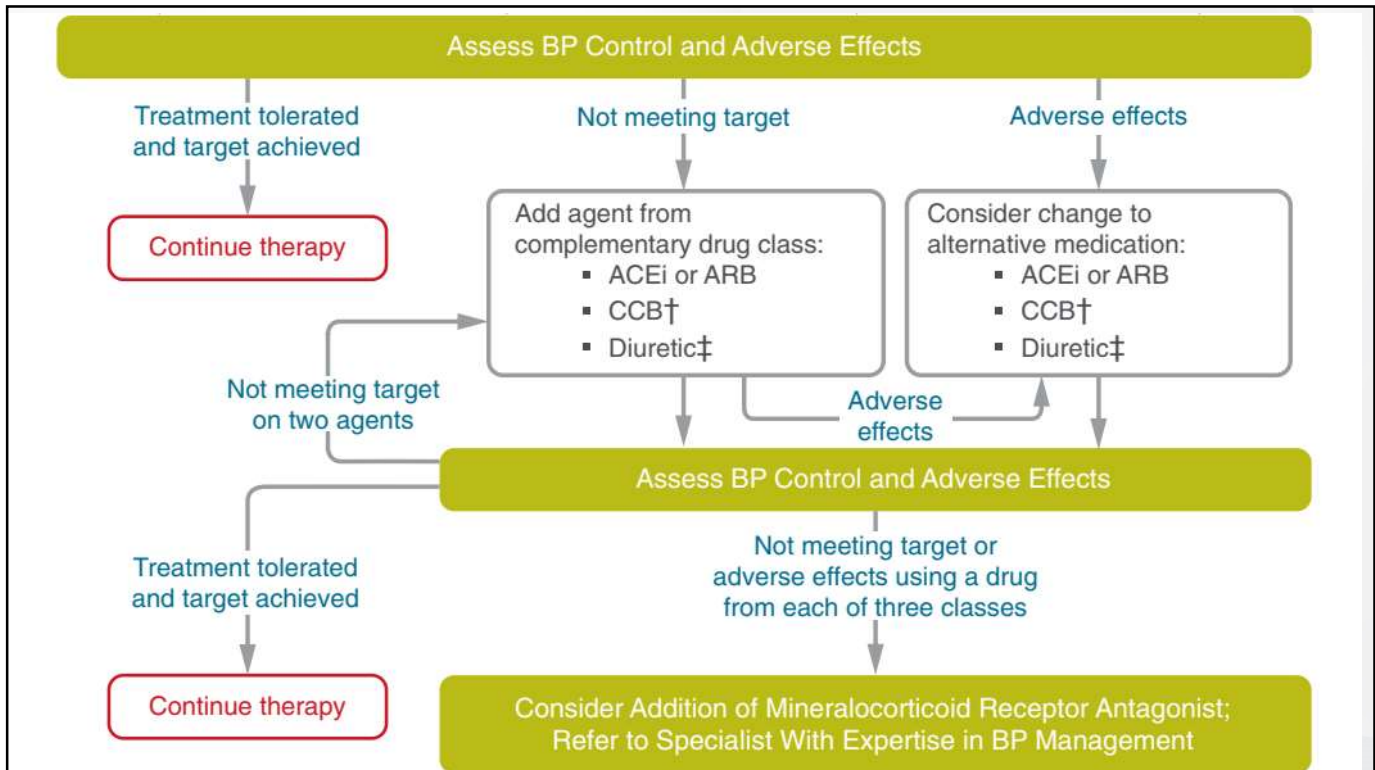 Assess BP Control and Adverse Effects
Treatment tolerated
and target achieved
Not meeting target
Adverse effects
Continue therapy
Add agent from
complementary drug class:
▪ ACEi or ARB
▪ CCB†
▪ Diuretic‡
Consider change to
alternative medication:
▪ ACEi or ARB
▪ CCB†
▪ Diuretic‡
Not meeting target
on two agents
Adverse
effects
Assess BP Control and Adverse Effects
Treatment tolerated
and target achieved
Not meeting target or
adverse effects using a drug
from each of three classes
Continue therapy
Consider Addition of Mineralocorticoid Receptor Antagonist;
Refer to Specialist With Expertise in BP Management